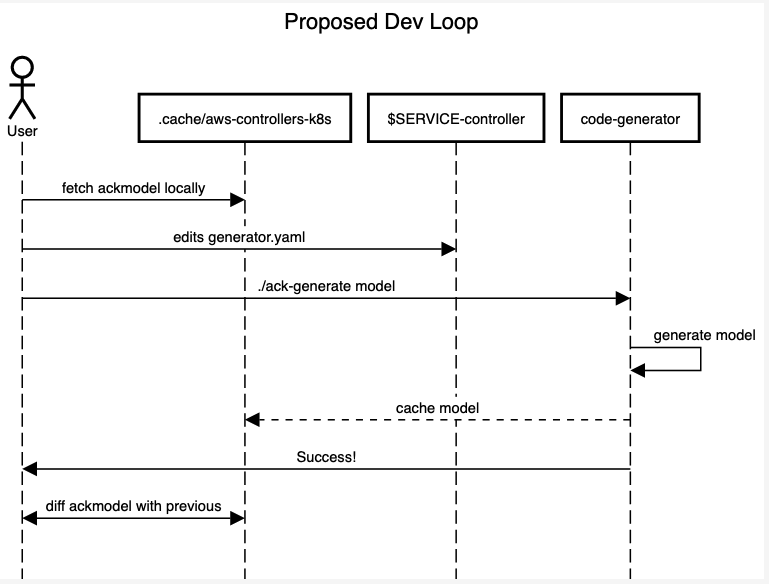 Proposed Dev Loop
User
.cache/aws-controllers-k8s
$SERVICE-controller
code-generator
fetch ackmodel locally
edits generator.yaml
./ack-generate model
generate model
cache model
Success!
diff ackmodel with previous